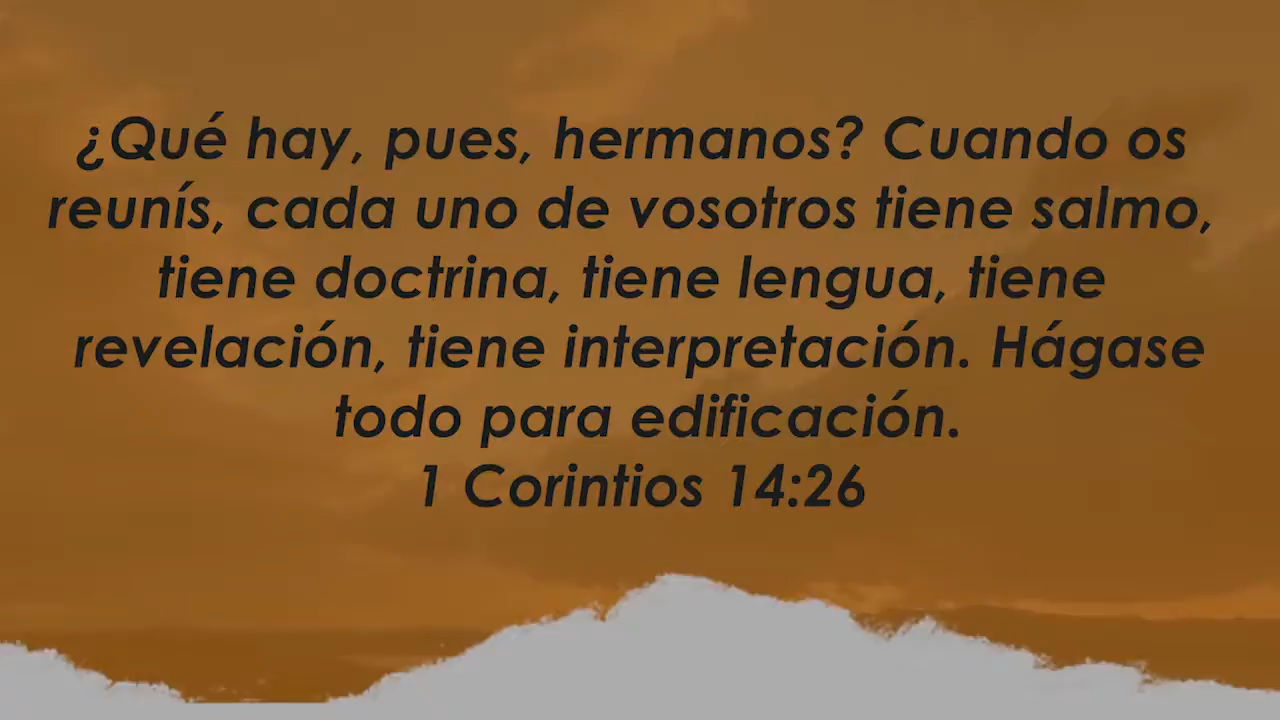 ¿Qué hay, pues, hermanos? Cuando os
reunís, cada uno de vosotros tiene salmo,
tiene doctrina, tiene lengua, tiene
revelación, tiene interpretación. Hágase
todo para edificación.
1 Corintios 14:26